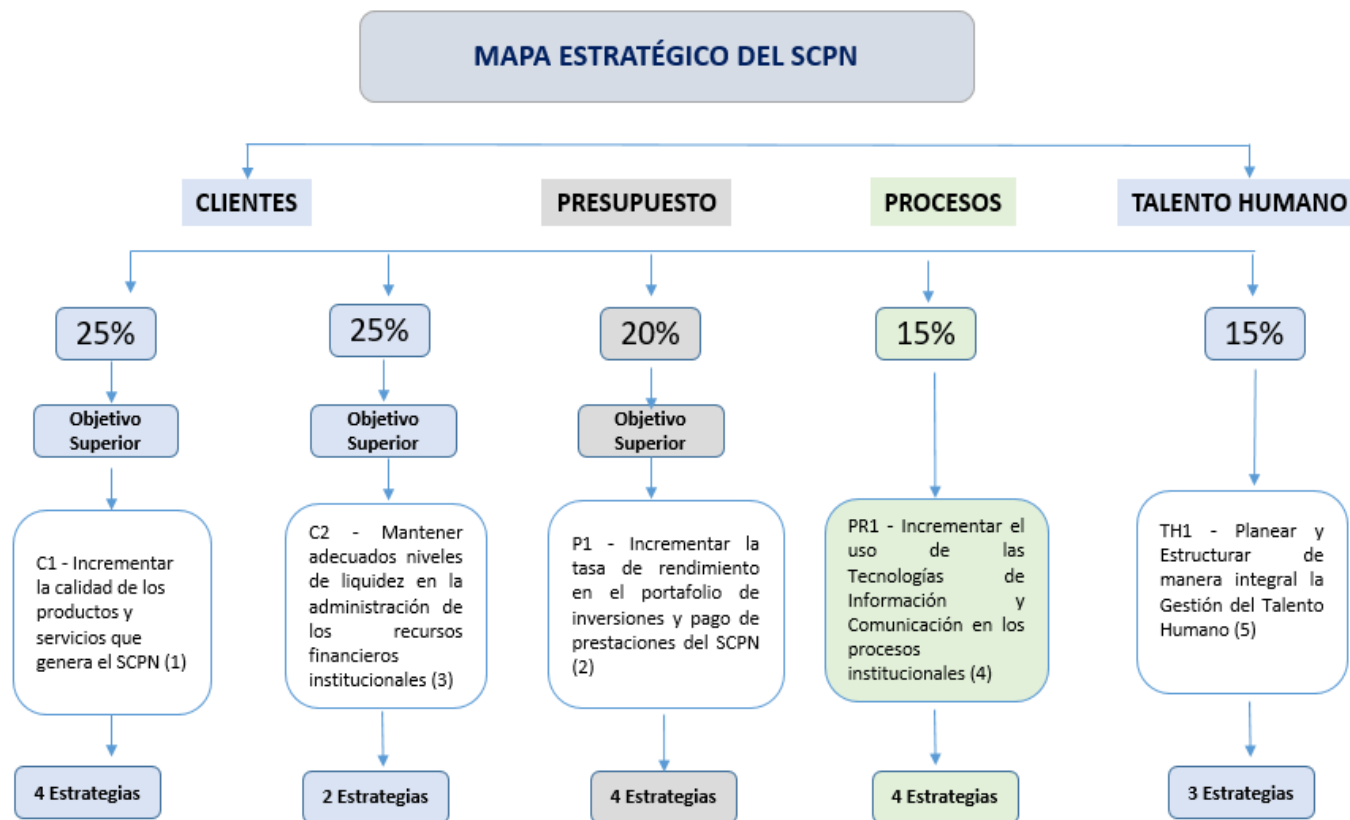 MAPA ESTRATÉGICO DEL SCPN
CLIENTES
PRESUPUESTO
PROCESOS
TALENTO HUMANO
25%
25%
20%
15%
15%
Objetivo
Superior
Objetivo
Superior
Objetivo
Superior
C1 - Incrementar
la calidad de los
productos y
servicios que
genera el SCPN (1)
C2 - Mantener
adecuados niveles
de liquidez en la
administración de
los recursos
financieros
institucionales (3)
P1 - Incrementar la
tasa de rendimiento
en el portafolio de
inversiones y pago de
prestaciones del SCPN
(2)
PR1 - Incrementar el
uso de las
Tecnologías de
Información y
Comunicación en los
procesos
institucionales (4)
TH1 - Planear y
Estructurar de
manera integral la
Gestión del Talento
Humano (5)
4 Estrategias
2 Estrategias
4 Estrategias
4 Estrategias
3 Estrategias